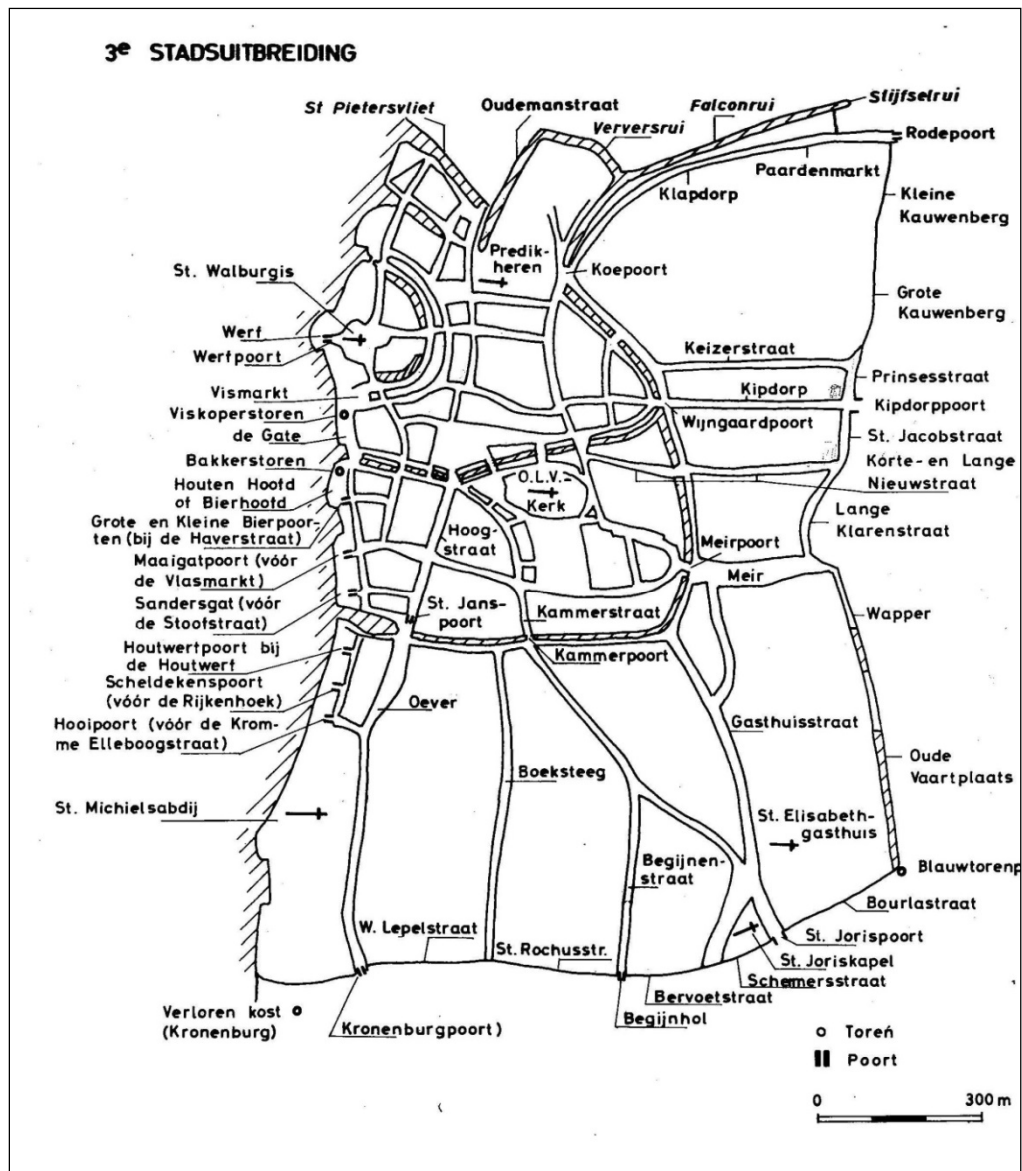 3e STADSUITBREIDING
St Pietersvliet
Oudemanstraat
Verversrui
Falconrui
Stijfselrui
Rodepoort
Paardenmarkt
Klapdorp
Kleine
Kauwenberg
Predik-
heren
Koepoort
St. Walburgis
Grote
Kauwenberg
Werf
Werfpoort
Keizerstraat
Prinsesstraat
Vismarkt
Kipdorp
Kipdorppoort
Viskoperstoren
de Gate
Wijngaardpoort
St. Jacobstraat
Bakkerstoren
O.L.V.-
Kerk
Körte- en Lange
Nieuwstraat
Houten Hoofd
of Bierhoofd
Grote en Kleine Bierpoor-
ten (bij de Haverstraat)
Hoog-
straat
Lange
Klarenstraat
Maaigatpoort (vóór
de Vlasmarkt)
Meirpoort
Meir
Sandersgat (vóór
de Stoofstraat)
St. Jans-
poort
Kammerstraat
Wapper
Houtwerfpoort bij
de Houtwerf
Kammerpoort
Scheldekenspoort
(vóór de Rijkenhoek)
Oever
Hooipoort (vóór de Krom-
me Elleboogstraat)
Gasthuisstraat
Boeksteeg
Oude
Vaartplaats
St. Michielsabdij
St. Elisabeth-
gasthuis
Begijnen-
straat
Blauwtorenp
Bourlastraat
W. Lepelstraat
St. Rochusstr.
St. Jorispoort
St. Joriskapel
Schemersstraat
Bervoetstraat
Verloren kost
(Kronenburg)
Kronenburgpoort)
Begijnhol
Toren
Poort
0 300 m